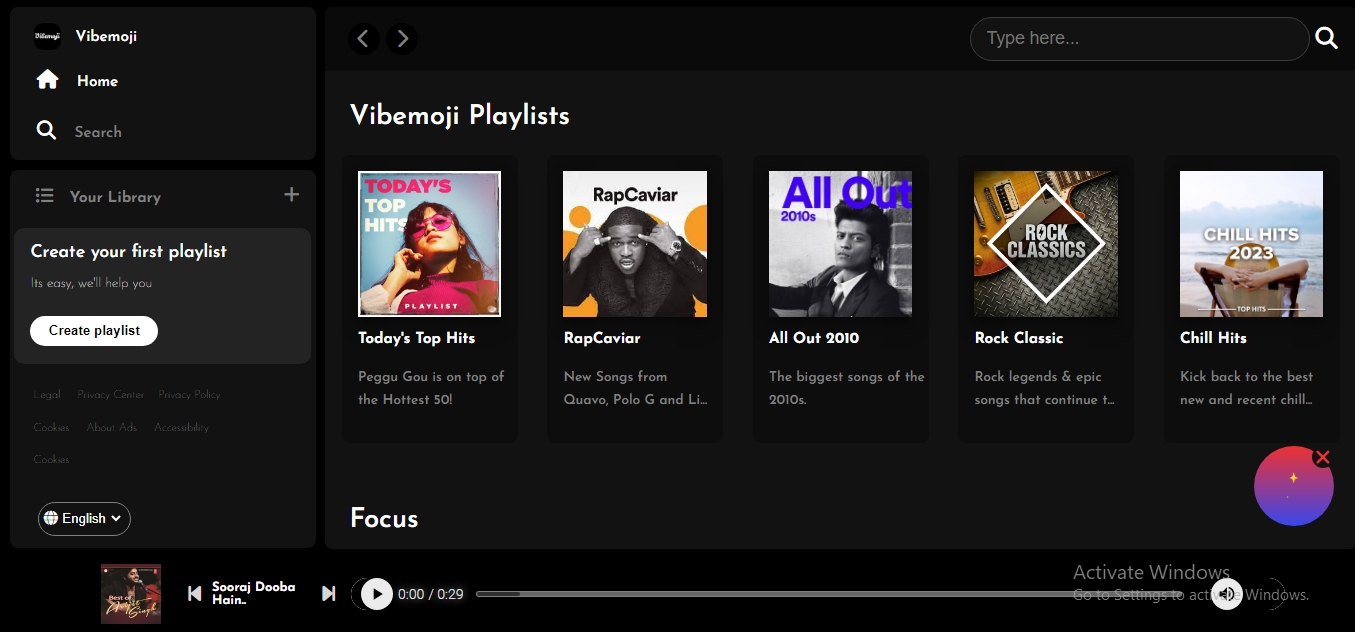 Vibemoji
Vibemoji
Home
Search
Your Library
Create your first playlist
Its easy, we'll help you
Create playlist
Legal Privacy Center Privacy Policy
Cookies About Ads Accessibility
Cookies
English
Type here...
Vibemoji Playlists
TODAY'S
TOP
HITS
PLAYLIST
Today's Top Hits
Peggu Gou is on top of
the Hottest 50!
RapCaviar
RapCaviar
New Songs from
Quavo, Polo G and Li...
All Out
2010s
All Out 2010
The biggest songs of the
2010s.
ROCK
CLASSICS
Rock Classic
Rock legends & epic
songs that continue t...
CHILL HITS
2023
TOP HITS
Chill Hits
Kick back to the best
new and recent chill...
Focus
Best of
Arijit
Singh
Sooraj Dooba
Hain..
0:00 / 0:29
Activate Windows
Go to Settings to activate Windows.